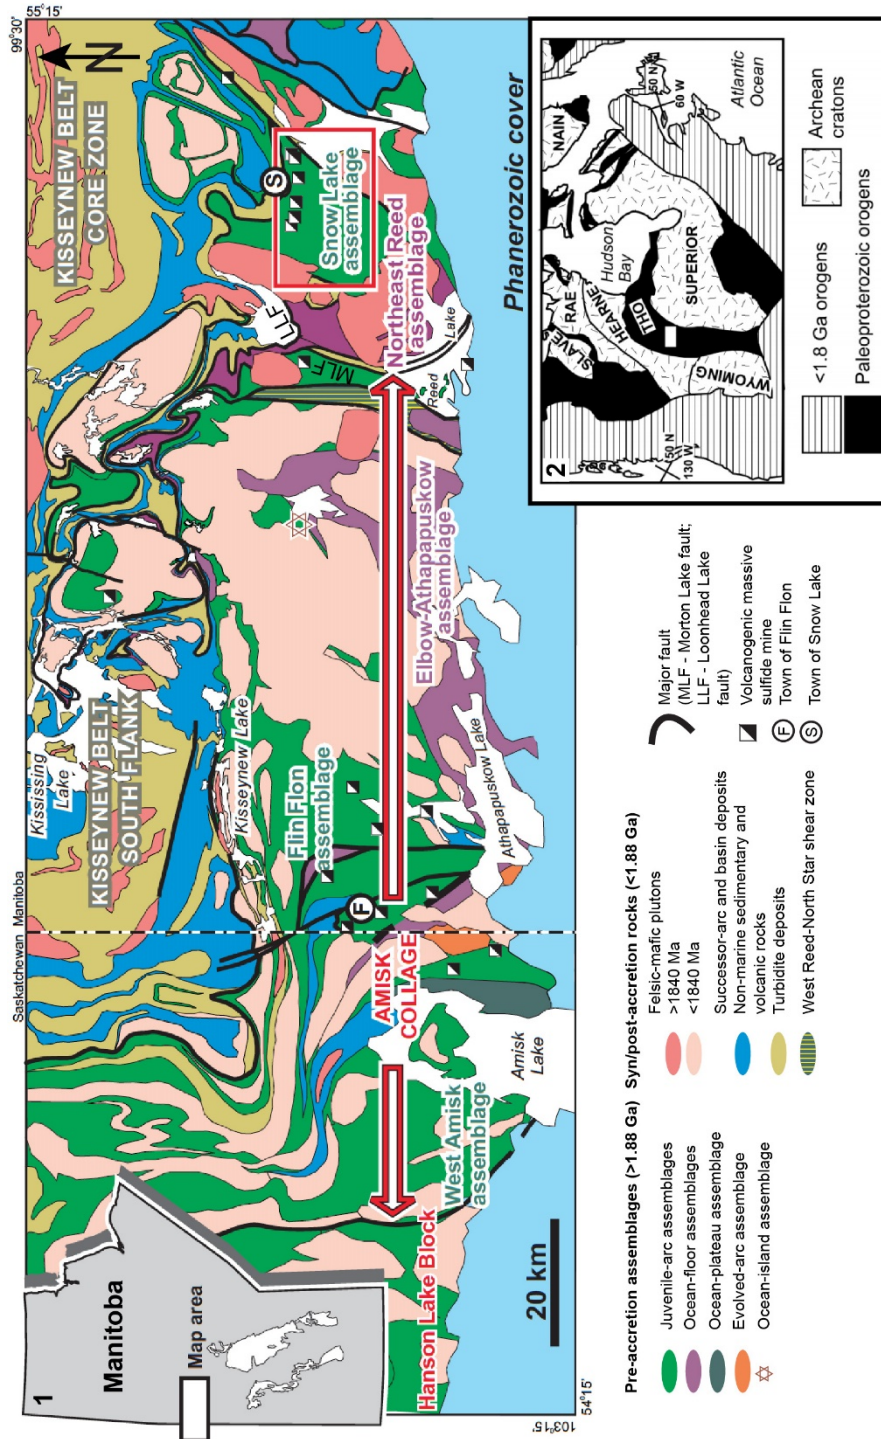 99°30'
55°15'
Saskatchewan
Manitoba
N
1
Manitoba
Map area
Kississing
Lake
KISSEYNEW BELT
SOUTH FLANK
KISSEYNEW BELT
CORE ZONE
Kisseynew Lake
Flin Flon
assemblage
F
AMISK
COLLAGE
West Amisk
assemblage
Hanson Lake Block
Amisk
Lake
Athapapuskow Lake
Elbow-Athapapuskow
assemblage
LLF
MLF
Reed
Lake
Northeast Reed
assemblage
S
Snow Lake
assemblage
20 km
54°15'
103°15'
Phanerozoic cover
2
SLAVE
RAE
HEARNE
THO
WYOMING
SUPERIOR
NAIN
Hudson
Bay
Atlantic
Ocean
50 N
130 W
50 N
60 W
<1.8 Ga orogens
Paleoproterozoic orogens
Archean
cratons
Pre-accretion assemblages (>1.88 Ga)
Juvenile-arc assemblages
Ocean-floor assemblages
Ocean-plateau assemblage
Evolved-arc assemblage
Ocean-island assemblage
Syn/post-accretion rocks (<1.88 Ga)
Felsic-mafic plutons
>1840 Ma
<1840 Ma
Successor-arc and basin deposits
Non-marine sedimentary and
volcanic rocks
Turbidite deposits
West Reed-North Star shear zone
Major fault
(MLF - Morton Lake fault;
LLF - Loonhead Lake
fault)
Volcanogenic massive
sulfide mine
F Town of Flin Flon
S Town of Snow Lake